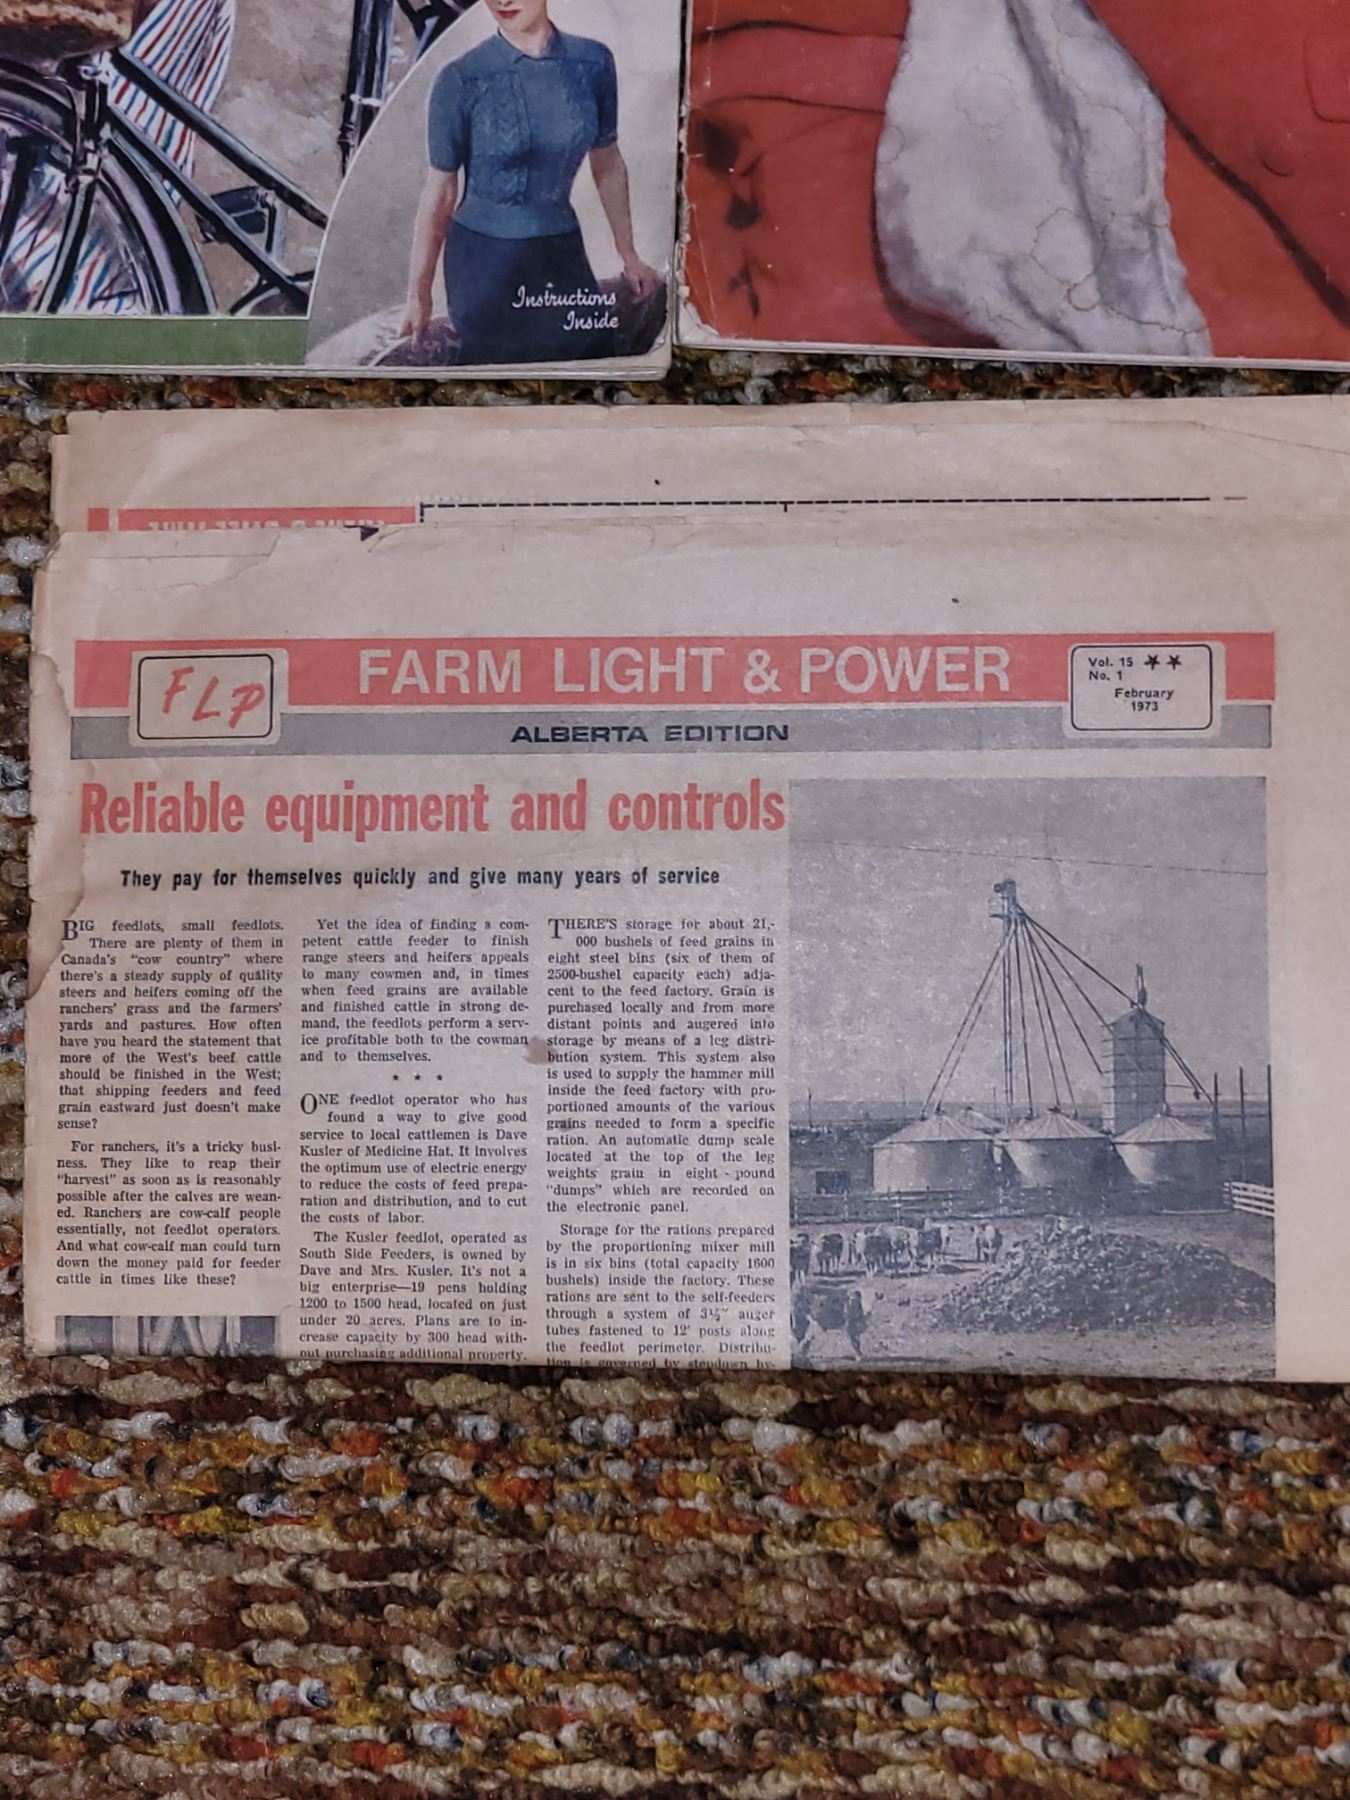 Instructions
Inside
FLP
FARM LIGHT & POWER
Vol. 15 ★★
No. 1
February
1973
ALBERTA EDITION
Reliable equipment and controls
They pay for themselves quickly and give many years of service
BIG feedlots, small feedlots.
There are plenty of them in
Canada's "cow country" where
there's a steady supply of quality
steers and heifers coming off the
ranchers' grass and the farmers'
yards and pastures. How often
have you heard the statement that
more of the West's beef cattle
should be finished in the West;
that shipping feeders and feed
grain eastward just doesn't make
sense?
For ranchers, it's a tricky busi-
ness. They like to reap their
"harvest" as soon as is reasonably
possible after the calves are wean-
ed. Ranchers are cow-calf people
essentially, not feedlot operators.
And what cow-calf man could turn
down the money paid for feeder
cattle in times like these?
Yet the idea of finding a com-
petent cattle feeder to finish
range steers and heifers appeals
to many cowmen and, in times
when feed grains are available
and finished cattle in strong de-
mand, the feedlots perform a serv-
ice profitable both to the cowman
and to themselves.
★ ★ ★
ONE feedlot operator who has
found a way to give good
service to local cattlemen is Dave
Kusler of Medicine Hat. It involves
the optimum use of electric energy
to reduce the costs of feed prepa-
ration and distribution, and to cut
the costs of labor.
The Kusler feedlot, operated as
South Side Feeders, is owned by
Dave and Mrs. Kusler. It's not a
big enterprise—19 pens holding
1200 to 1500 head, located on just
under 20 acres. Plans are to in-
crease capacity by 300 head with-
out purchasing additional property.
THERE'S storage for about 21,-
000 bushels of feed grains in
eight steel bins (six of them of
2500-bushel capacity each) adja-
cent to the feed factory. Grain is
purchased locally and from more
distant points and augered into
storage by means of a leg distri-
bution system. This system also
is used to supply the hammer mill
inside the feed factory with pro-
portioned amounts of the various
grains needed to form a specific
ration. An automatic dump scale
located at the top of the leg
weights grain in eight - pound
"dumps" which are recorded on
the electronic panel.
Storage for the rations prepared
by the proportioning mixer mill
is in six bins (total capacity 1600
bushels) inside the factory. These
rations are sent to the self-feeders
through a system of 3½" auger
tubes fastened to 12' posts along
the feedlot perimeter. Distribu-
tion is governed by stepdown hy-